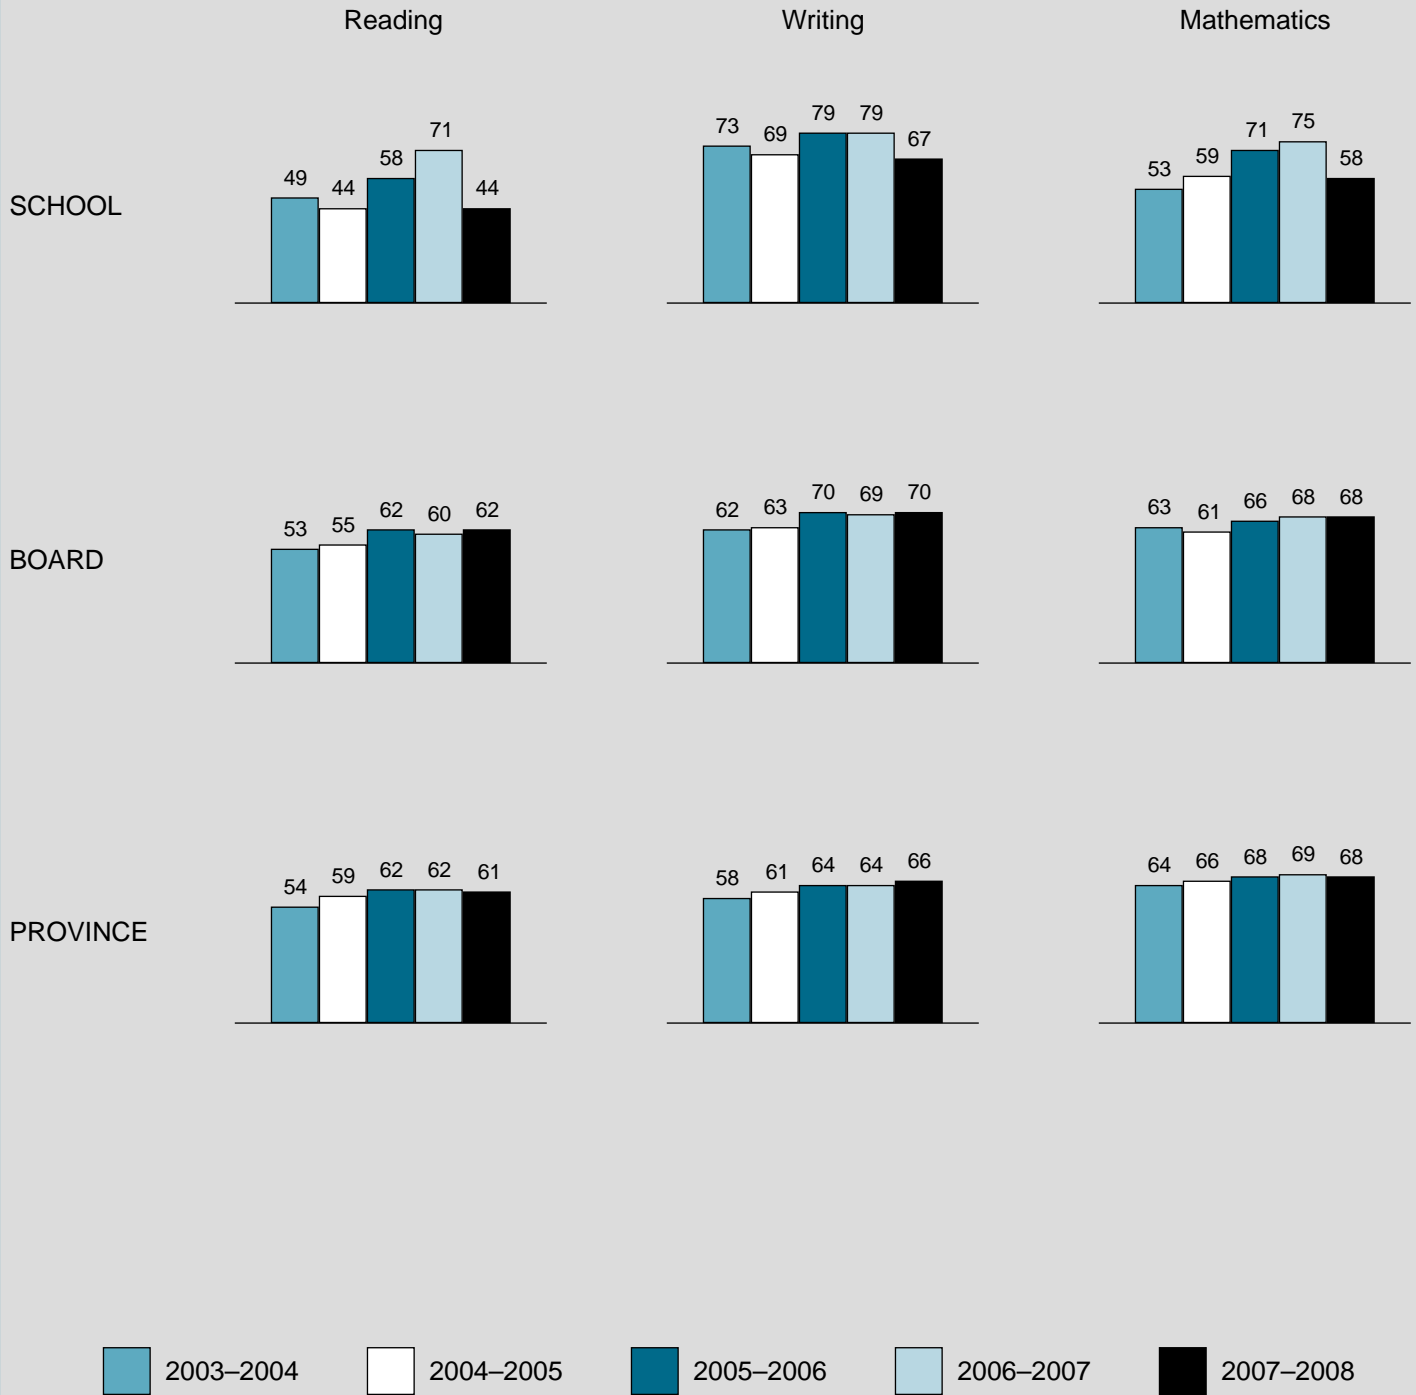 Reading Writing Mathematics
SCHOOL
49 44 58 71 44
73 69 79 79 67
53 59 71 75 58
BOARD
53 55 62 60 62
62 63 70 69 70
63 61 66 68 68
PROVINCE
54 59 62 62 61
58 61 64 64 66
64 66 68 69 68
2003–2004 2004–2005 2005–2006 2006–2007 2007–2008